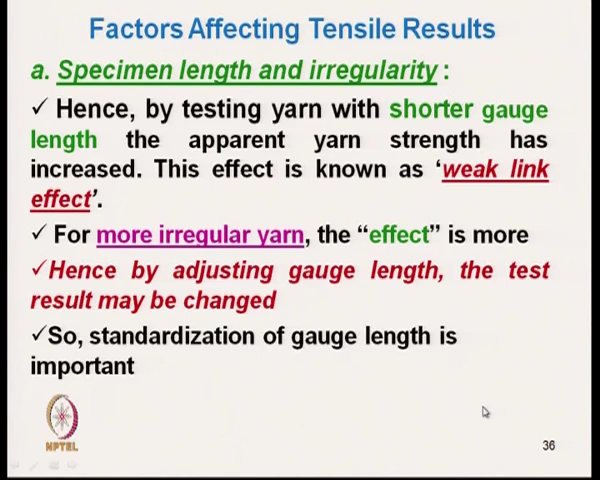 Factors Affecting Tensile Results
a. Specimen length and irregularity :
✓ Hence, by testing yarn with shorter gauge
length the apparent yarn strength has
increased. This effect is known as ‘weak link
effect’.
✓ For more irregular yarn, the “effect” is more
✓Hence by adjusting gauge length, the test
result may be changed
✓So, standardization of gauge length is
important
NPTEL
36